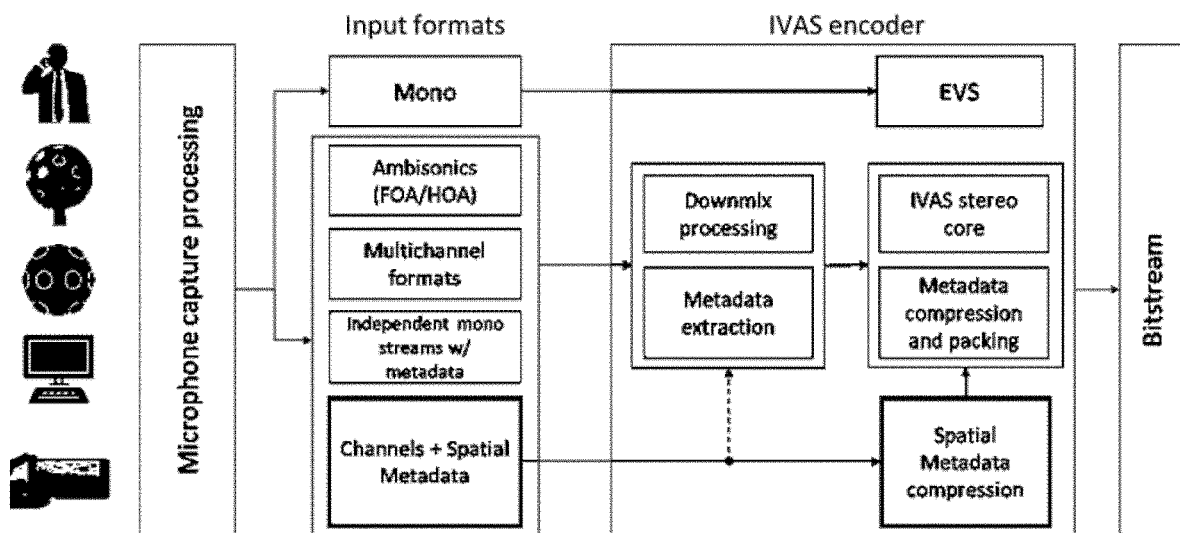 Input formats
IVAS encoder
Microphone capture processing
Mono
EVS
Ambisonics
(FOA/HOA)
Multichannel
formats
Independent mono
streams w/
metadata
Channels + Spatial
Metadata
Downmix
processing
Metadata
extraction
IVAS stereo
core
Metadata
compression
and packing
Spatial
Metadata
compression
Bitstream